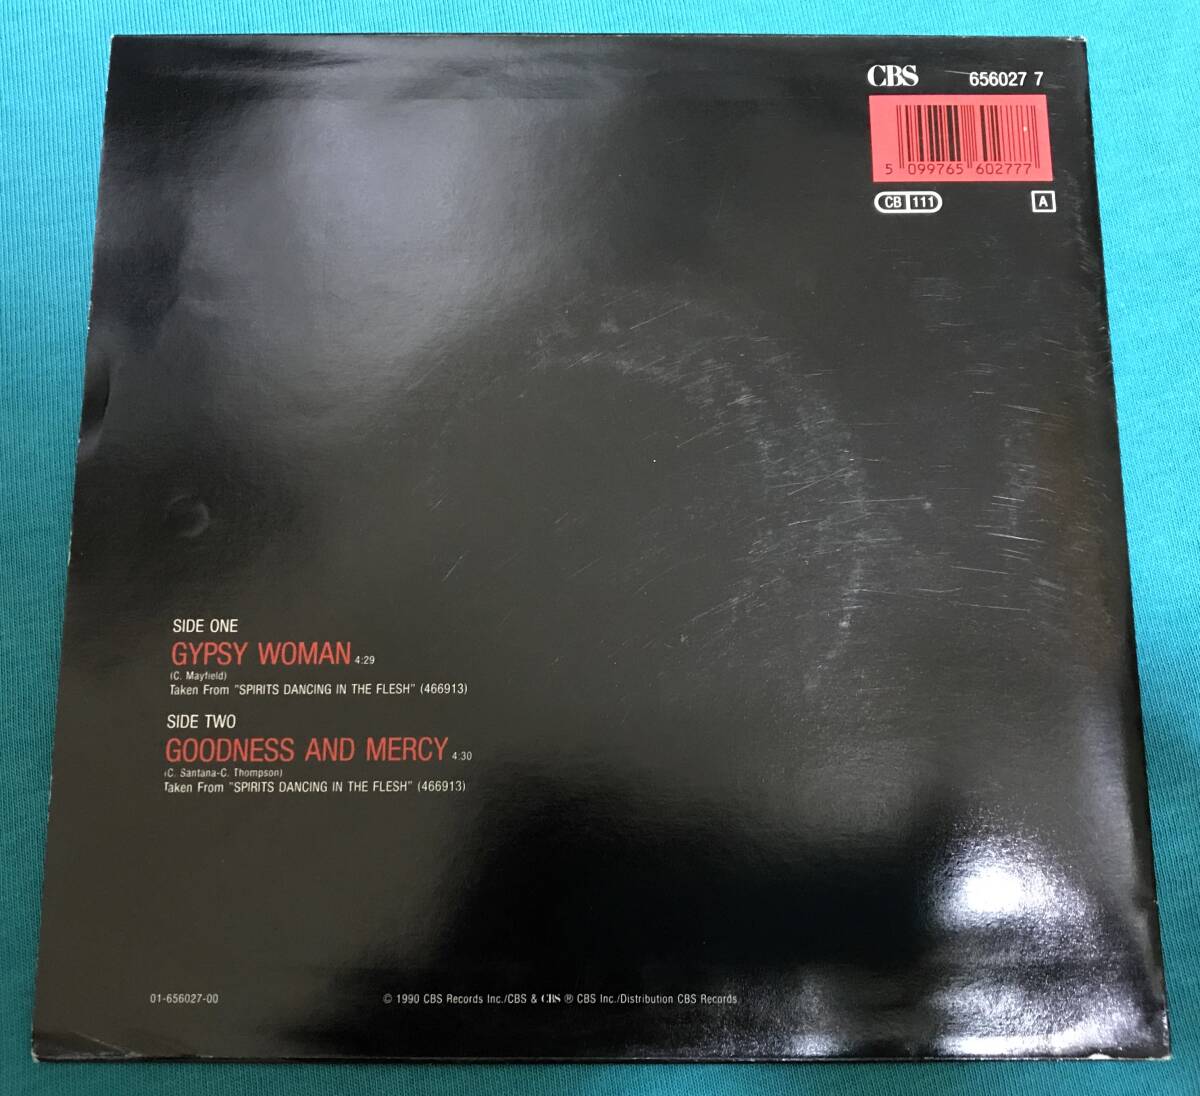 CBS 656027 7
5 099765 602777
CB 111 A
SIDE ONE
GYPSY WOMAN 4:29
(C. Mayfield)
Taken From "SPIRITS DANCING IN THE FLESH" (466913)
SIDE TWO
GOODNESS AND MERCY 4:30
(C. Santana-C. Thompson)
Taken From "SPIRITS DANCING IN THE FLESH" (466913)
01-656027-00 © 1990 CBS Records Inc./CBS & CBS ® CBS Inc./Distribution CBS Records